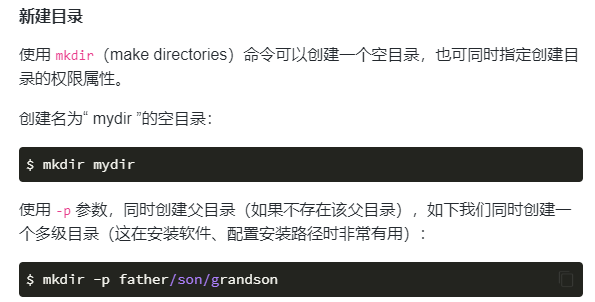 新建目录
使用 mkdir（make directories）命令可以创建一个空目录，也可同时指定创建目
录的权限属性。
创建名为“ mydir ”的空目录：
$ mkdir mydir
使用 -p 参数，同时创建父目录（如果不存在该父目录），如下我们同时创建一
个多级目录（这在安装软件、配置安装路径时非常有用）：
$ mkdir -p father/son/grandson